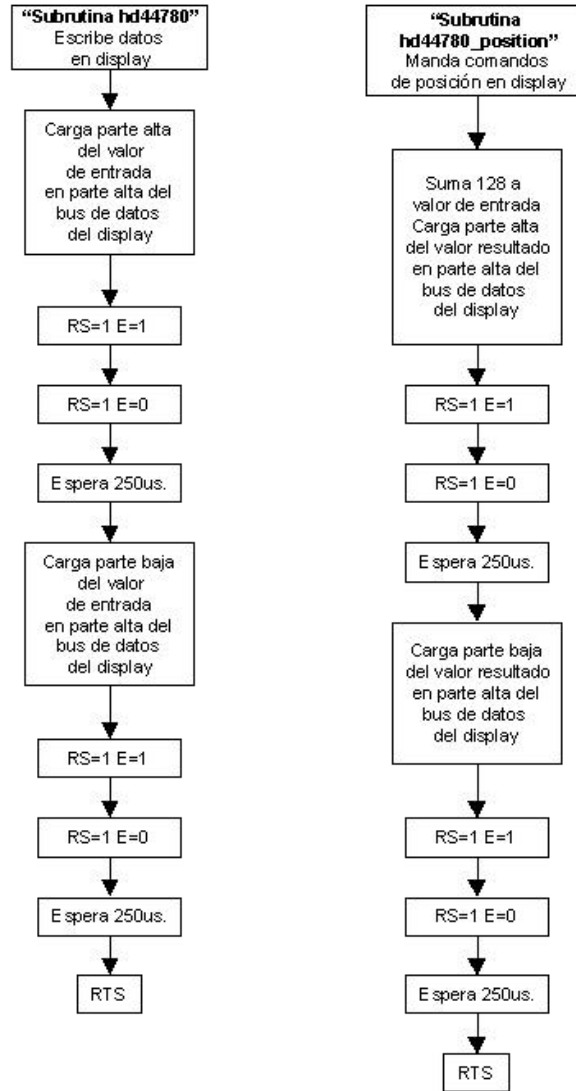 “Subrutina hd44780”
Escribe datos
en display
Carga parte alta
del valor
de entrada
en parte alta del
bus de datos
del display
RS=1 E=1
RS=1 E=0
Espera 250us.
Carga parte baja
del valor
de entrada
en parte alta del
bus de datos
del display
RS=1 E=1
RS=1 E=0
Espera 250us.
RTS
“Subrutina
hd44780_position”
Manda comandos
de posición en display
Suma 128 a
valor de entrada
Carga parte alta
del valor resultado
en parte alta del
bus de datos
del display
RS=1 E=1
RS=1 E=0
Espera 250us.
Carga parte baja
del valor resultado
en parte alta del
bus de datos
del display
RS=1 E=1
RS=1 E=0
Espera 250us.
RTS